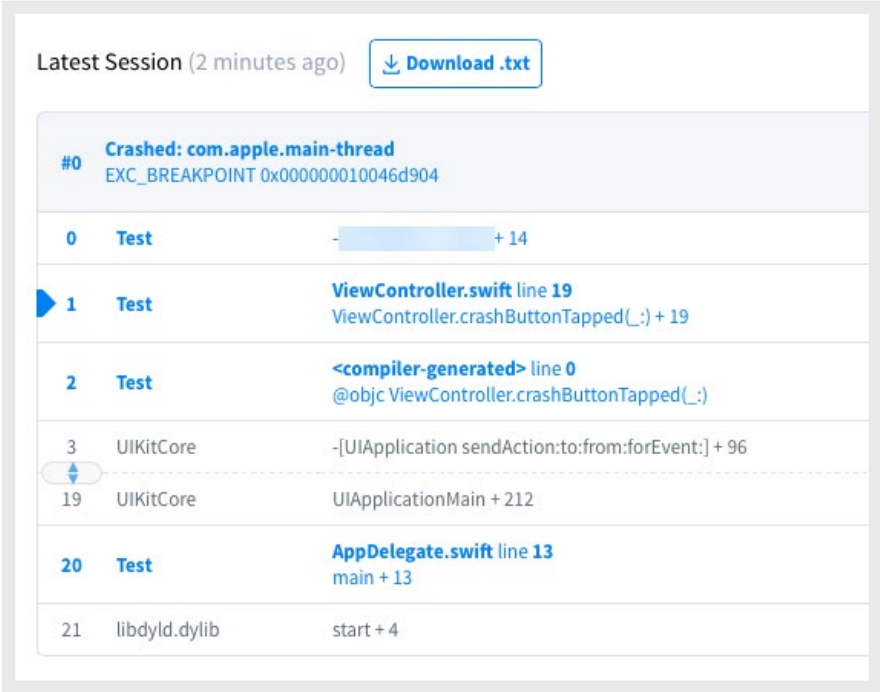 Latest Session (2 minutes ago) Download .txt
#0 Crashed: com.apple.main-thread
EXC_BREAKPOINT 0x000000010046d904
0 Test - + 14
1 Test ViewController.swift line 19
ViewController.crashButtonTapped(_:) + 19
2 Test <compiler-generated> line 0
@objc ViewController.crashButtonTapped(_:)
3 UIKitCore -[UIApplication sendAction:to:from:forEvent:] + 96
19 UIKitCore UIApplicationMain + 212
20 Test AppDelegate.swift line 13
main + 13
21 libdyld.dylib start + 4